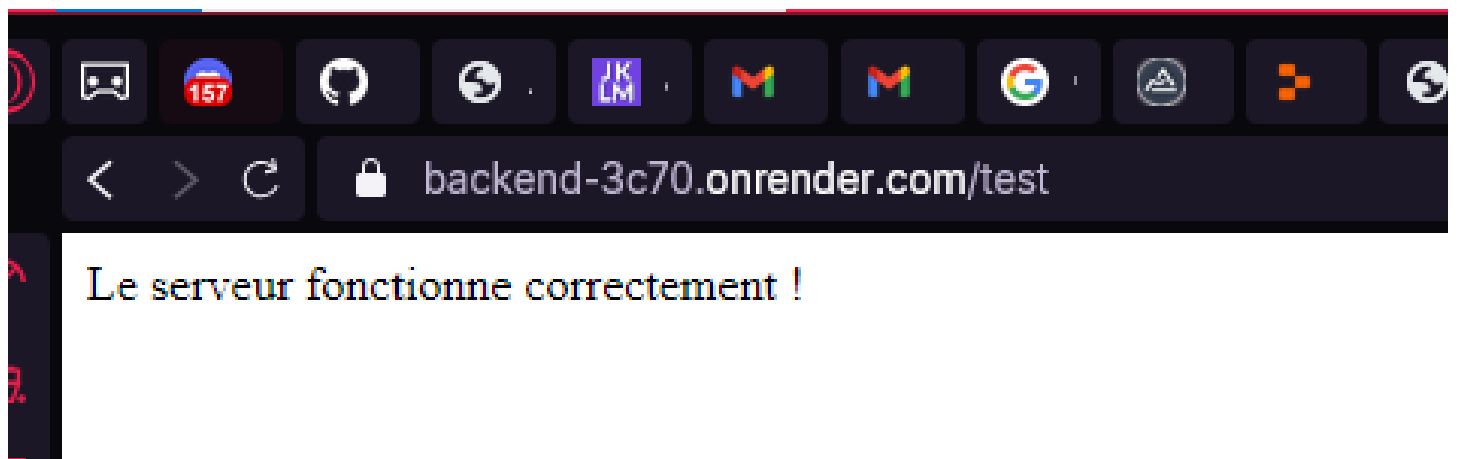 157
JK
LM
backend-3c70.onrender.com/test
Le serveur fonctionne correctement !